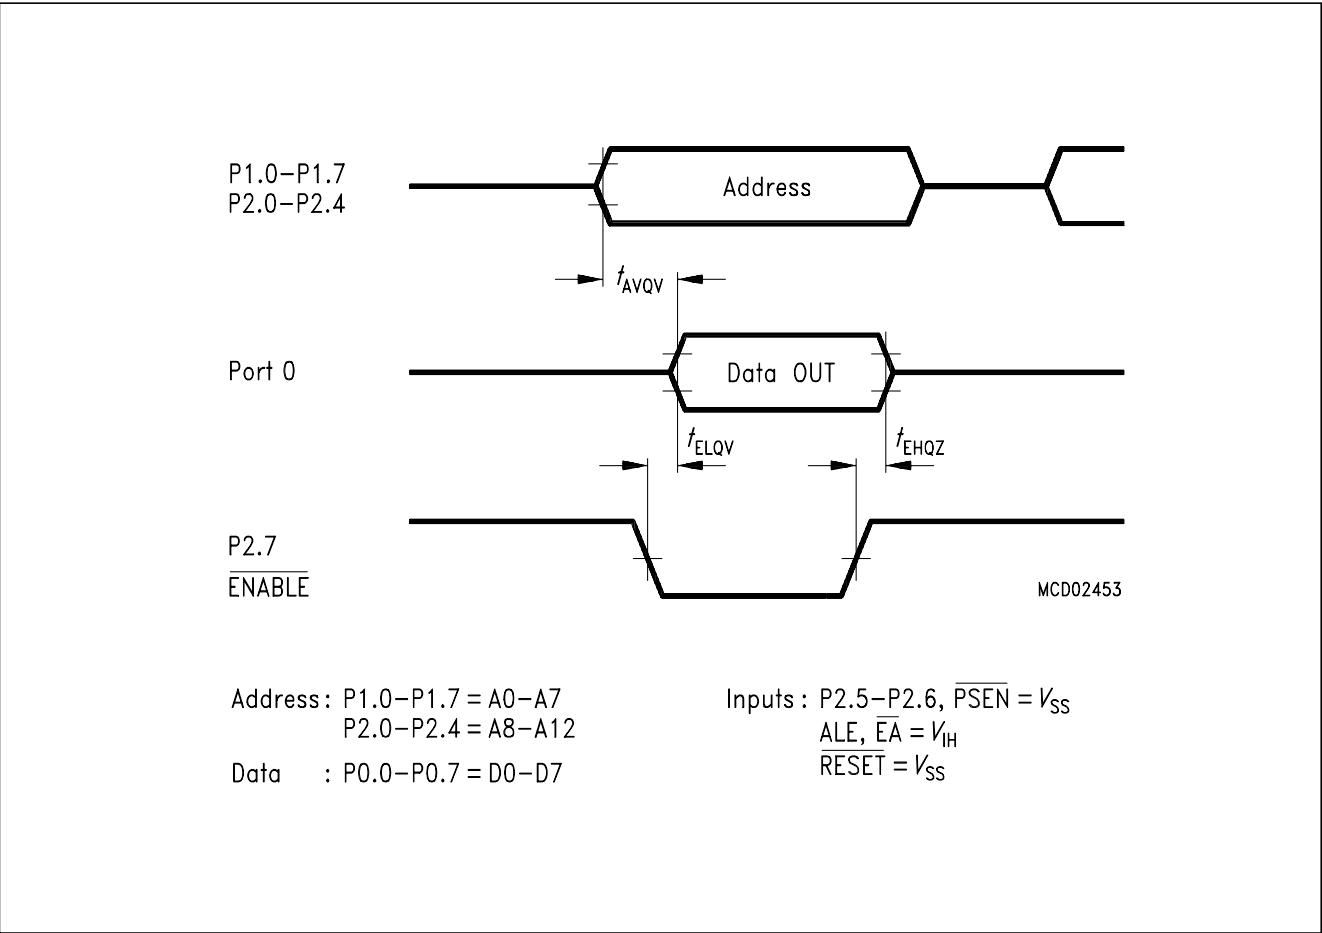 P1.0–P1.7
P2.0–P2.4
Address
tAVQV
Port 0
Data OUT
tELQV
tEHQZ
P2.7
ENABLE
MCD02453
Address: P1.0–P1.7 = A0–A7
P2.0–P2.4 = A8–A12
Data : P0.0–P0.7 = D0–D7
Inputs: P2.5–P2.6, PSEN = VSS
ALE, EA = VIH
RESET = VSS